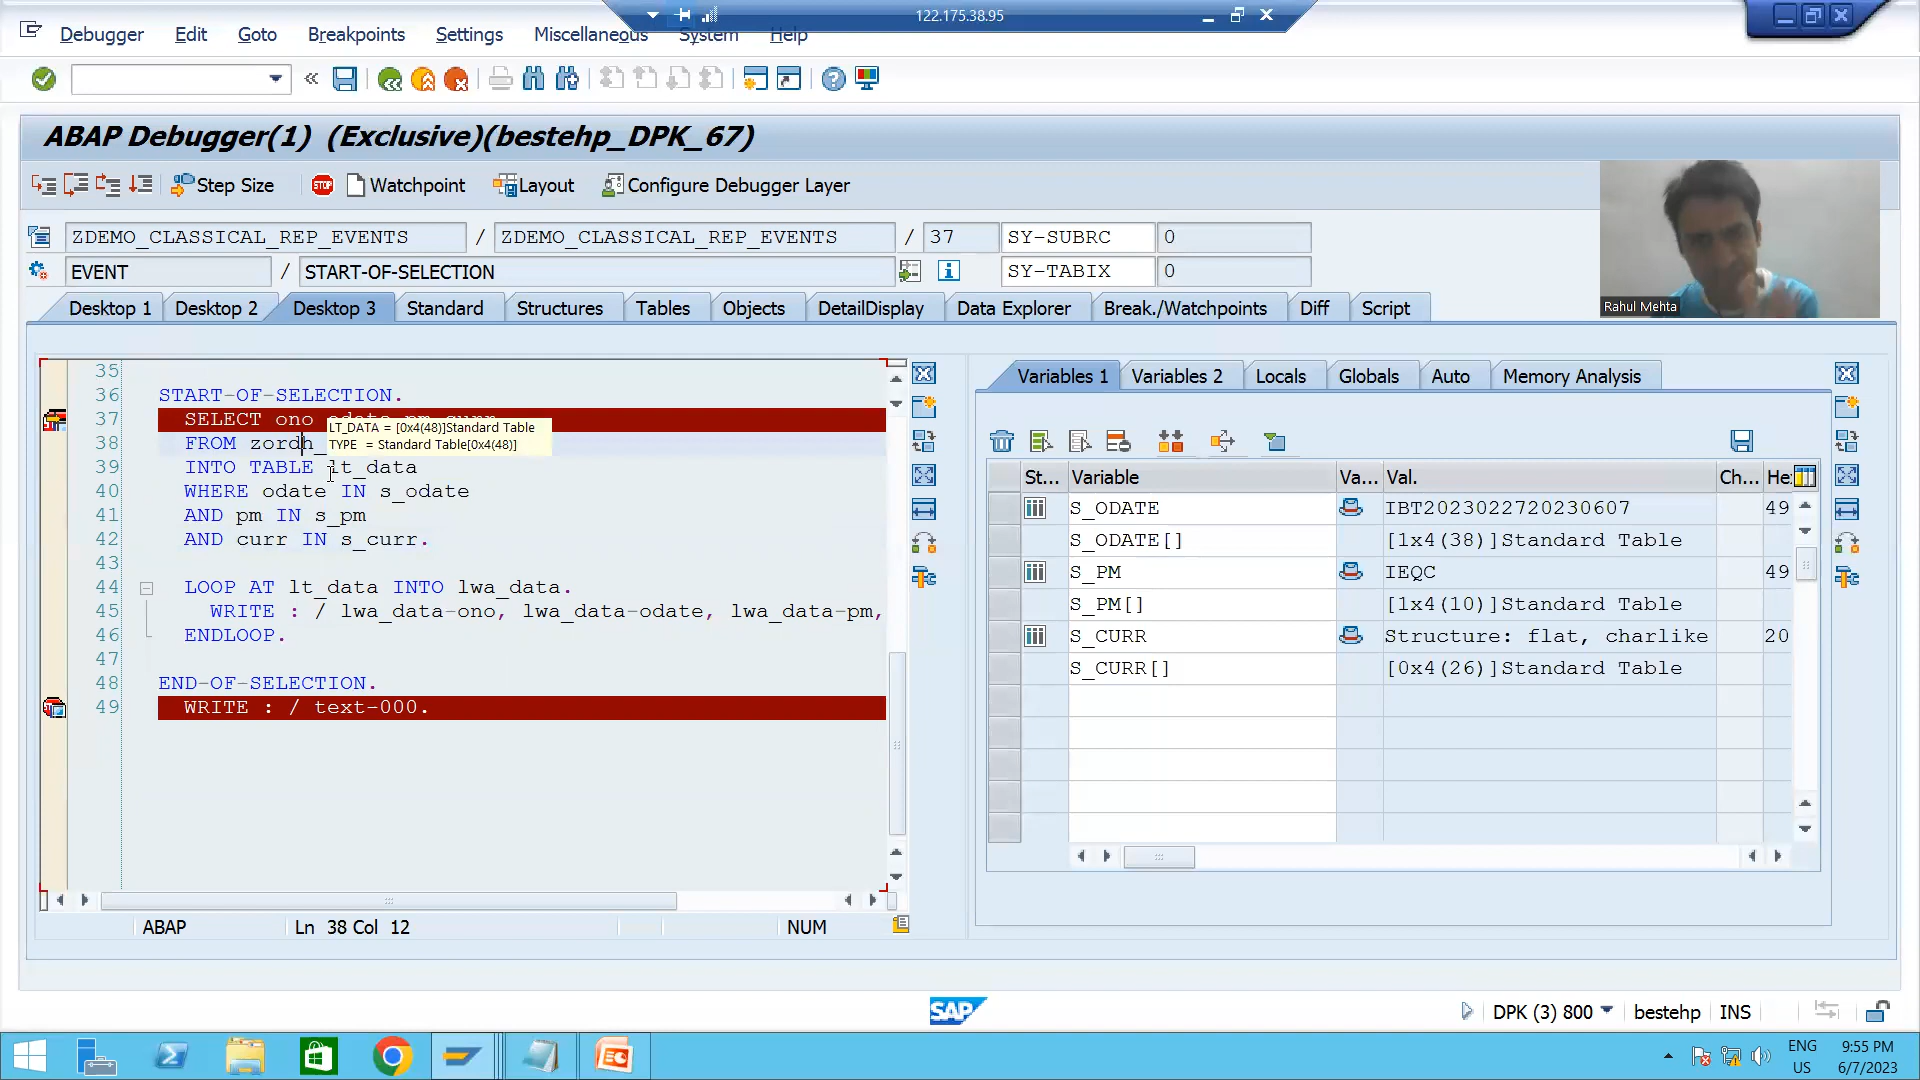 122.175.38.95
Debugger Edit Goto Breakpoints Settings Miscellaneous System Help
ABAP Debugger(1) (Exclusive)(bestehp_DPK_67)
Step Size STOP Watchpoint Layout Configure Debugger Layer
ZDEMO_CLASSICAL_REP_EVENTS / ZDEMO_CLASSICAL_REP_EVENTS / 37 SY-SUBRC 0
EVENT / START-OF-SELECTION SY-TABIX 0
Rahul Mehta
Desktop 1 Desktop 2 Desktop 3 Standard Structures Tables Objects DetailDisplay Data Explorer Break./Watchpoints Diff Script
35
36 START-OF-SELECTION.
37 SELECT ono odate pm curr
38 FROM zordh_
LT_DATA = [0x4(48)]Standard Table
TYPE = Standard Table[0x4(48)]
39 INTO TABLE lt_data
40 WHERE odate IN s_odate
41 AND pm IN s_pm
42 AND curr IN s_curr.
43
44 LOOP AT lt_data INTO lwa_data.
45 WRITE : / lwa_data-ono, lwa_data-odate, lwa_data-pm,
46 ENDLOOP.
47
48 END-OF-SELECTION.
49 WRITE : / text-000.
ABAP Ln 38 Col 12 NUM
Variables 1 Variables 2 Locals Globals Auto Memory Analysis
St... Variable Va... Val. Ch... He
S_ODATE IBT2023022720230607 49
S_ODATE[] [1x4(38)]Standard Table
S_PM IEQC 49
S_PM[] [1x4(10)]Standard Table
S_CURR Structure: flat, charlike 20
S_CURR[] [0x4(26)]Standard Table
SAP
DPK (3) 800 bestehp INS
ENG
US
9:55 PM
6/7/2023